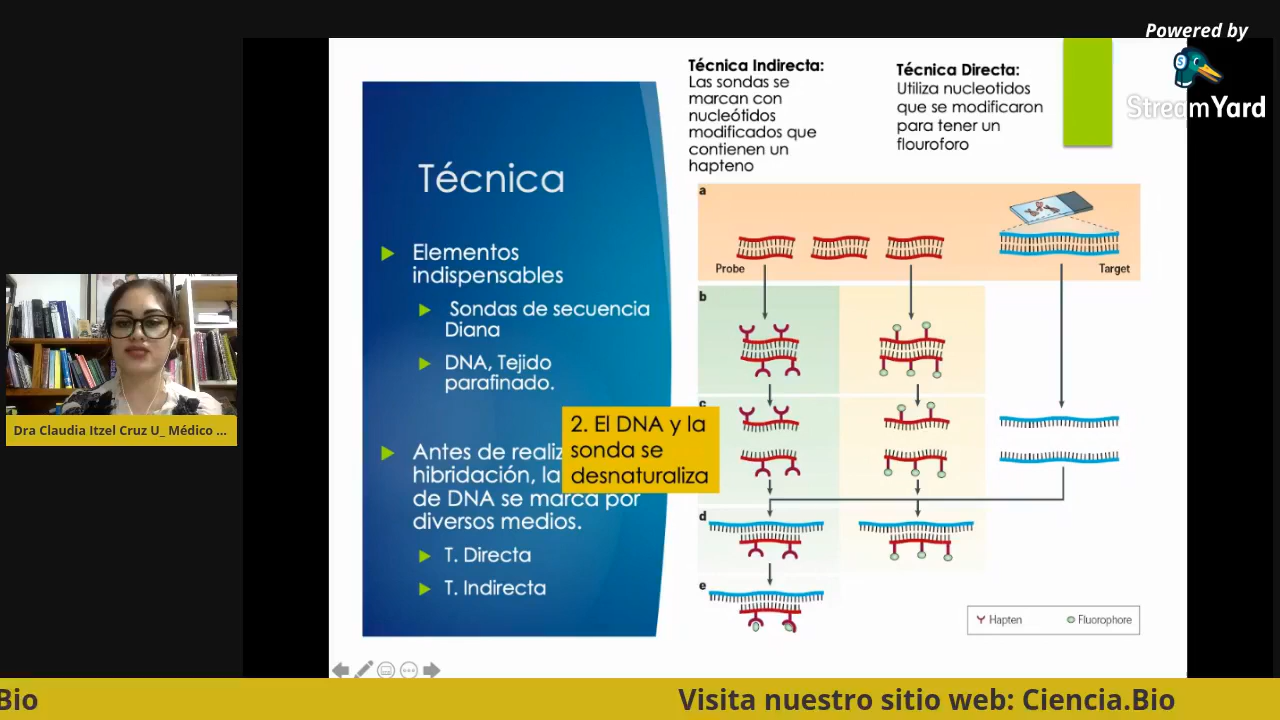 Powered by
StreamYard
Técnica Indirecta:
Las sondas se
marcan con
nucleótidos
modificados que
contienen un
hapteno
Técnica Directa:
Utiliza nucleotidos
que se modificaron
para tener un
flouroforo
Técnica
Elementos
indispensables
Sondas de secuencia
Diana
DNA, Tejido
parafinado.
Antes de realiz
hibridación, la
de DNA se marca por
diversos medios.
T. Directa
T. Indirecta
2. El DNA y la
sonda se
desnaturaliza
a
Probe
Target
b
c
d
e
Hapten
Fluorophore
Dra Claudia Itzel Cruz U_ Médico ...
Bio
Visita nuestro sitio web: Ciencia.Bio